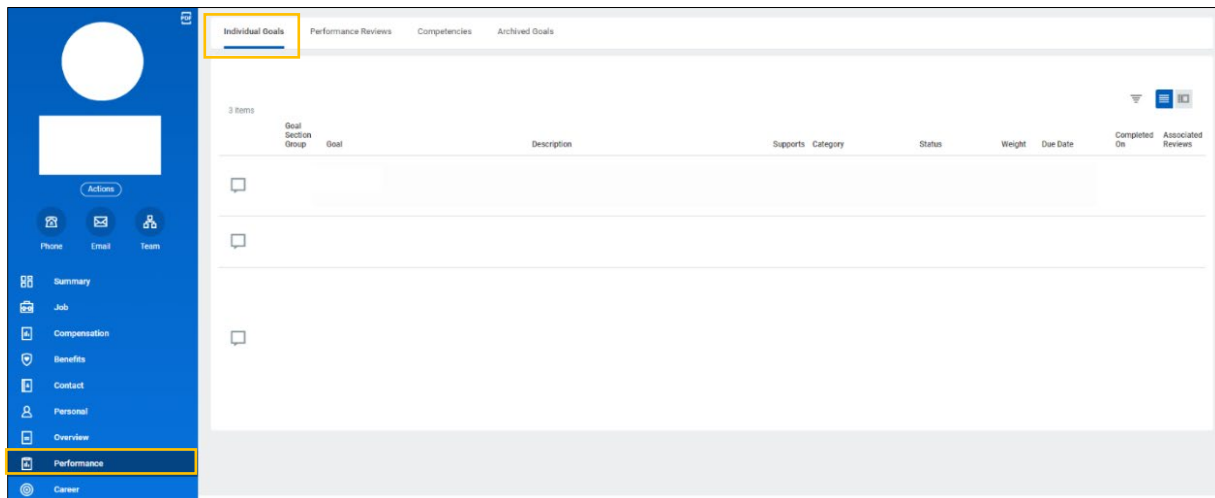 PDF
Individual Goals Performance Reviews Competencies Archived Goals
3 items
Goal Section Group Goal Description Supports Category Status Weight Due Date Completed On Associated Reviews
Actions
Phone Email Team
Summary
Job
Compensation
Benefits
Contact
Personal
Overview
Performance
Career